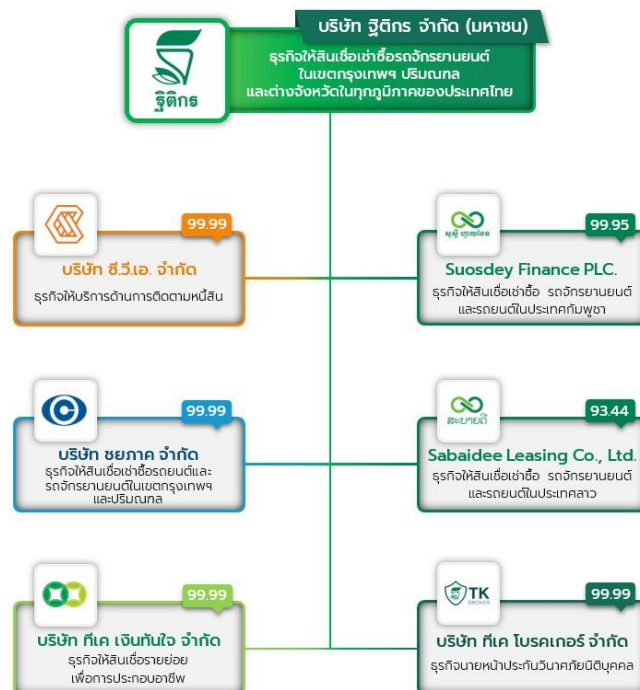 บริษัท ฐิติกร จำกัด (มหาชน)
ฐิติกร
ธุรกิจให้สินเชื่อเช่าซื้อรถจักรยานยนต์
ในเขตกรุงเทพฯ ปริมณฑล
และต่างจังหวัดในทุกภูมิภาคของประเทศไทย
99.99
บริษัท ซี.วี.เอ. จำกัด
ธุรกิจให้บริการด้านการติดตามหนี้สิน
99.95
Suosdey Finance PLC.
ธุรกิจให้สินเชื่อเช่าซื้อ รถจักรยานยนต์
และรถยนต์ในประเทศกัมพูชา
99.99
บริษัท ชยภาค จำกัด
ธุรกิจให้สินเชื่อเช่าซื้อรถยนต์และ
รถจักรยานยนต์ในเขตกรุงเทพฯ
และปริมณฑล
ສະບາຍດີ
93.44
Sabaidee Leasing Co., Ltd.
ธุรกิจให้สินเชื่อเช่าซื้อ รถจักรยานยนต์
และรถยนต์ในประเทศลาว
99.99
บริษัท ทีเค เงินทันใจ จำกัด
ธุรกิจให้สินเชื่อรายย่อย
เพื่อการประกอบอาชีพ
TK
BROKER
99.99
บริษัท ทีเค โบรคเกอร์ จำกัด
ธุรกิจนายหน้าประกันวินาศภัยนิติบุคคล